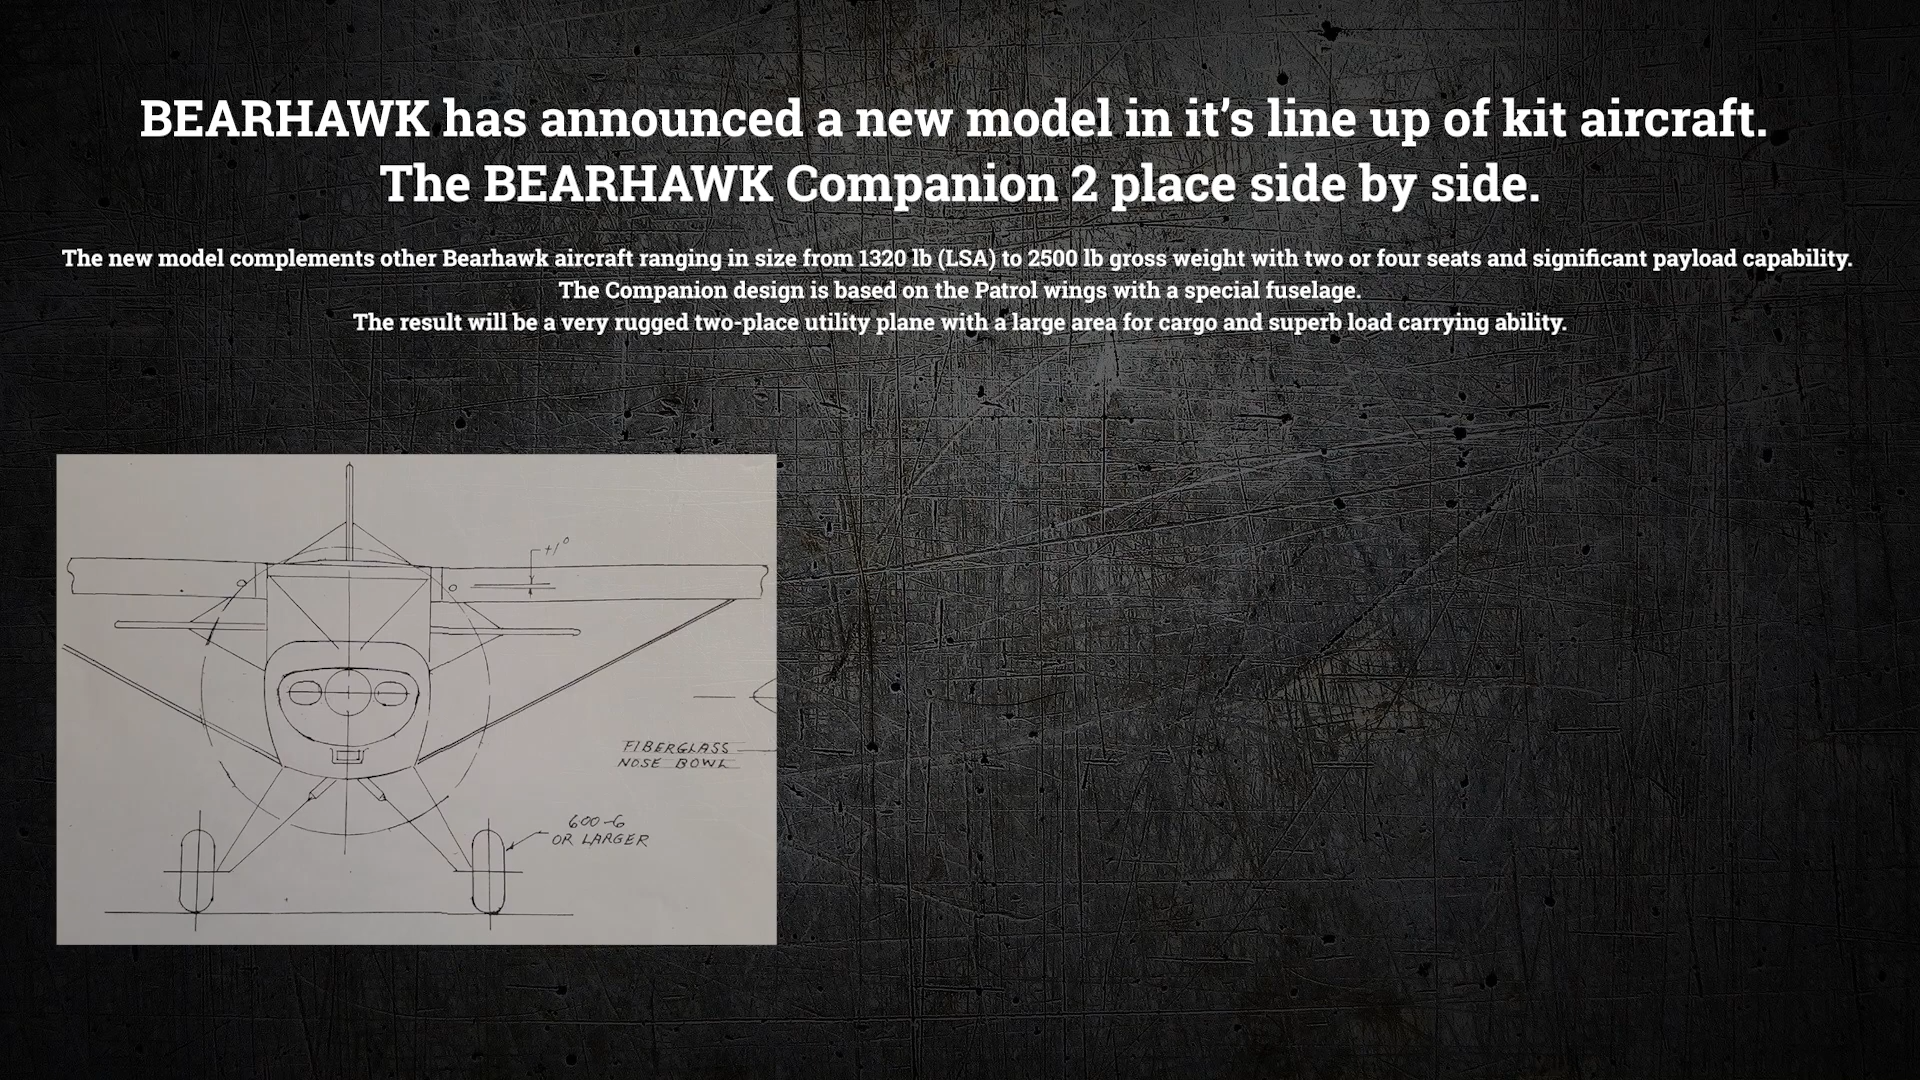 BEARHAWK has announced a new model in it’s line up of kit aircraft.
The BEARHAWK Companion 2 place side by side.
The new model complements other Bearhawk aircraft ranging in size from 1320 lb (LSA) to 2500 lb gross weight with two or four seats and significant payload capability.
The Companion design is based on the Patrol wings with a special fuselage.
The result will be a very rugged two-place utility plane with a large area for cargo and superb load carrying ability.
+1°
FIBERGLASS
NOSE BOWL
600-6
OR LARGER